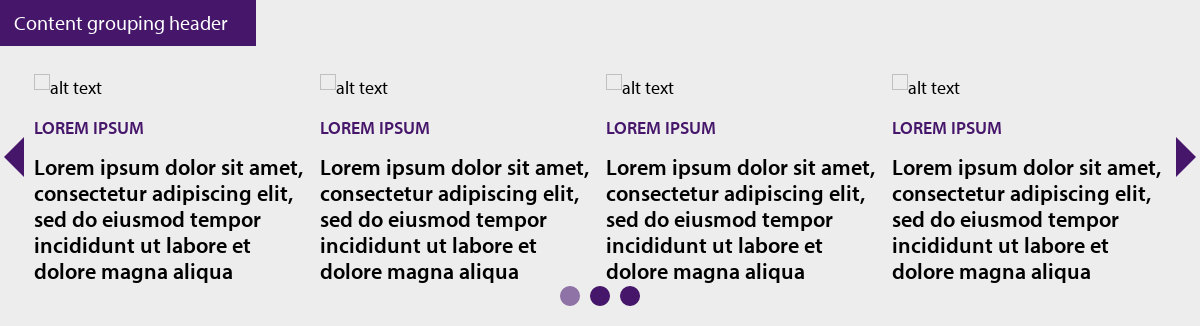 Content grouping header
alt text
LOREM IPSUM
Lorem ipsum dolor sit amet,
consectetur adipiscing elit,
sed do eiusmod tempor
incididunt ut labore et
dolore magna aliqua
alt text
LOREM IPSUM
Lorem ipsum dolor sit amet,
consectetur adipiscing elit,
sed do eiusmod tempor
incididunt ut labore et
dolore magna aliqua
alt text
LOREM IPSUM
Lorem ipsum dolor sit amet,
consectetur adipiscing elit,
sed do eiusmod tempor
incididunt ut labore et
dolore magna aliqua
alt text
LOREM IPSUM
Lorem ipsum dolor sit amet,
consectetur adipiscing elit,
sed do eiusmod tempor
incididunt ut labore et
dolore magna aliqua